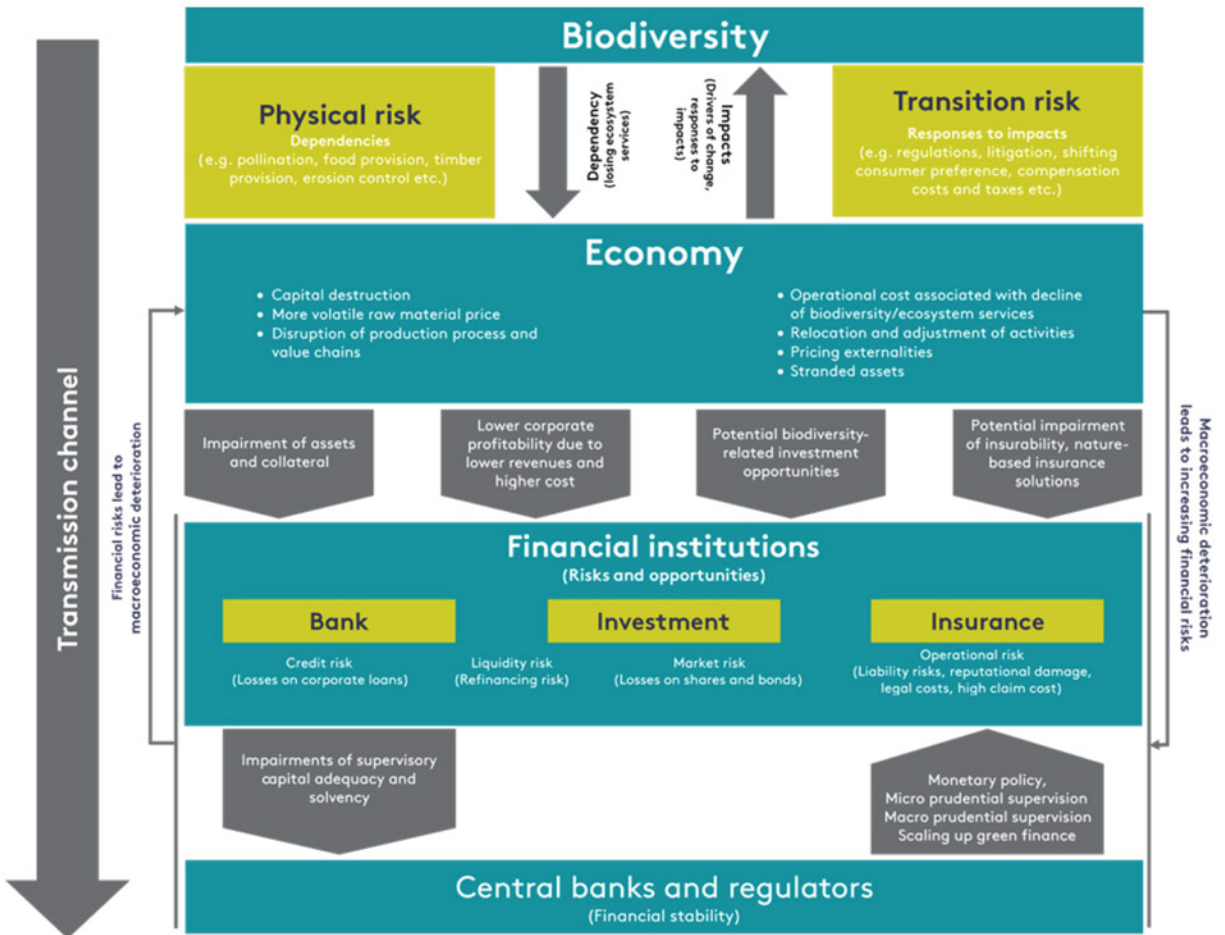 Biodiversity
Physical risk
Dependencies
(e.g. pollination, food provision, timber
provision, erosion control etc.)
Dependency
(losing ecosystem
services)
Impacts
(Drivers of change,
responses to
impacts)
Transition risk
Responses to impacts
(e.g. regulations, litigation, shifting
consumer preference, compensation
costs and taxes etc.)
Economy
• Capital destruction
• More volatile raw material price
• Disruption of production process and
value chains
• Operational cost associated with decline
of biodiversity/ecosystem services
• Relocation and adjustment of activities
• Pricing externalities
• Stranded assets
Transmission channel
Financial risks lead to
macroeconomic deterioration
Impairment of assets
and collateral
Lower corporate
profitability due to
lower revenues and
higher cost
Potential biodiversity-
related investment
opportunities
Potential impairment
of insurability, nature-
based insurance
solutions
Macroeconomic deterioration
leads to increasing financial risks
Financial institutions
(Risks and opportunities)
Bank
Investment
Insurance
Credit risk
(Losses on corporate loans)
Liquidity risk
(Refinancing risk)
Market risk
(Losses on shares and bonds)
Operational risk
(Liability risks, reputational damage,
legal costs, high claim cost)
Impairments of supervisory
capital adequacy and
solvency
Monetary policy,
Micro prudential supervision
Macro prudential supervision
Scaling up green finance
Central banks and regulators
(Financial stability)